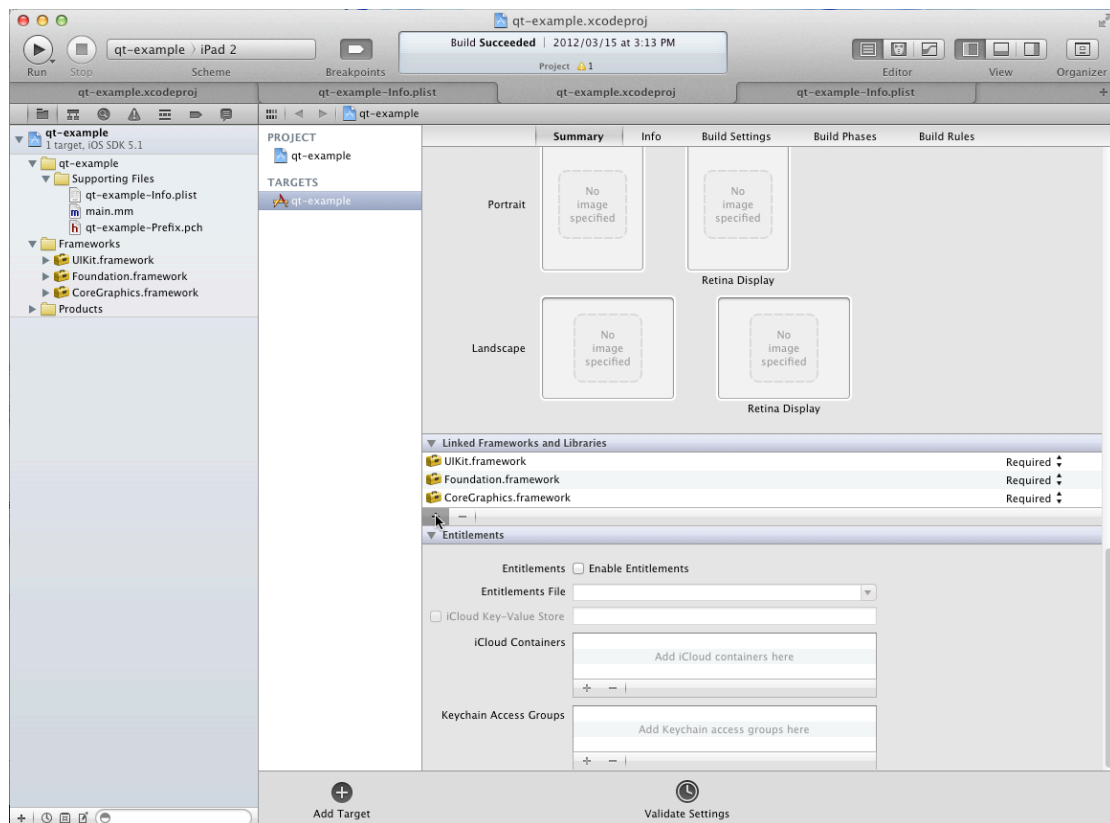 qt-example.xcodeproj
qt-example › iPad 2
Build Succeeded | 2012/03/15 at 3:13 PM
Project 1
Run Stop Scheme Breakpoints Editor View Organizer
qt-example.xcodeproj qt-example-Info.plist qt-example.xcodeproj qt-example-Info.plist
qt-example
qt-example
1 target, iOS SDK 5.1
qt-example
Supporting Files
qt-example-Info.plist
m main.mm
h qt-example-Prefix.pch
Frameworks
UIKit.framework
Foundation.framework
CoreGraphics.framework
Products
PROJECT
qt-example
TARGETS
qt-example
Summary Info Build Settings Build Phases Build Rules
Portrait
No
image
specified
No
image
specified
Retina Display
Landscape
No
image
specified
No
image
specified
Retina Display
Linked Frameworks and Libraries
UIKit.framework Required
Foundation.framework Required
CoreGraphics.framework Required
Entitlements
Entitlements Enable Entitlements
Entitlements File
iCloud Key-Value Store
iCloud Containers
Add iCloud containers here
Keychain Access Groups
Add Keychain access groups here
Add Target Validate Settings